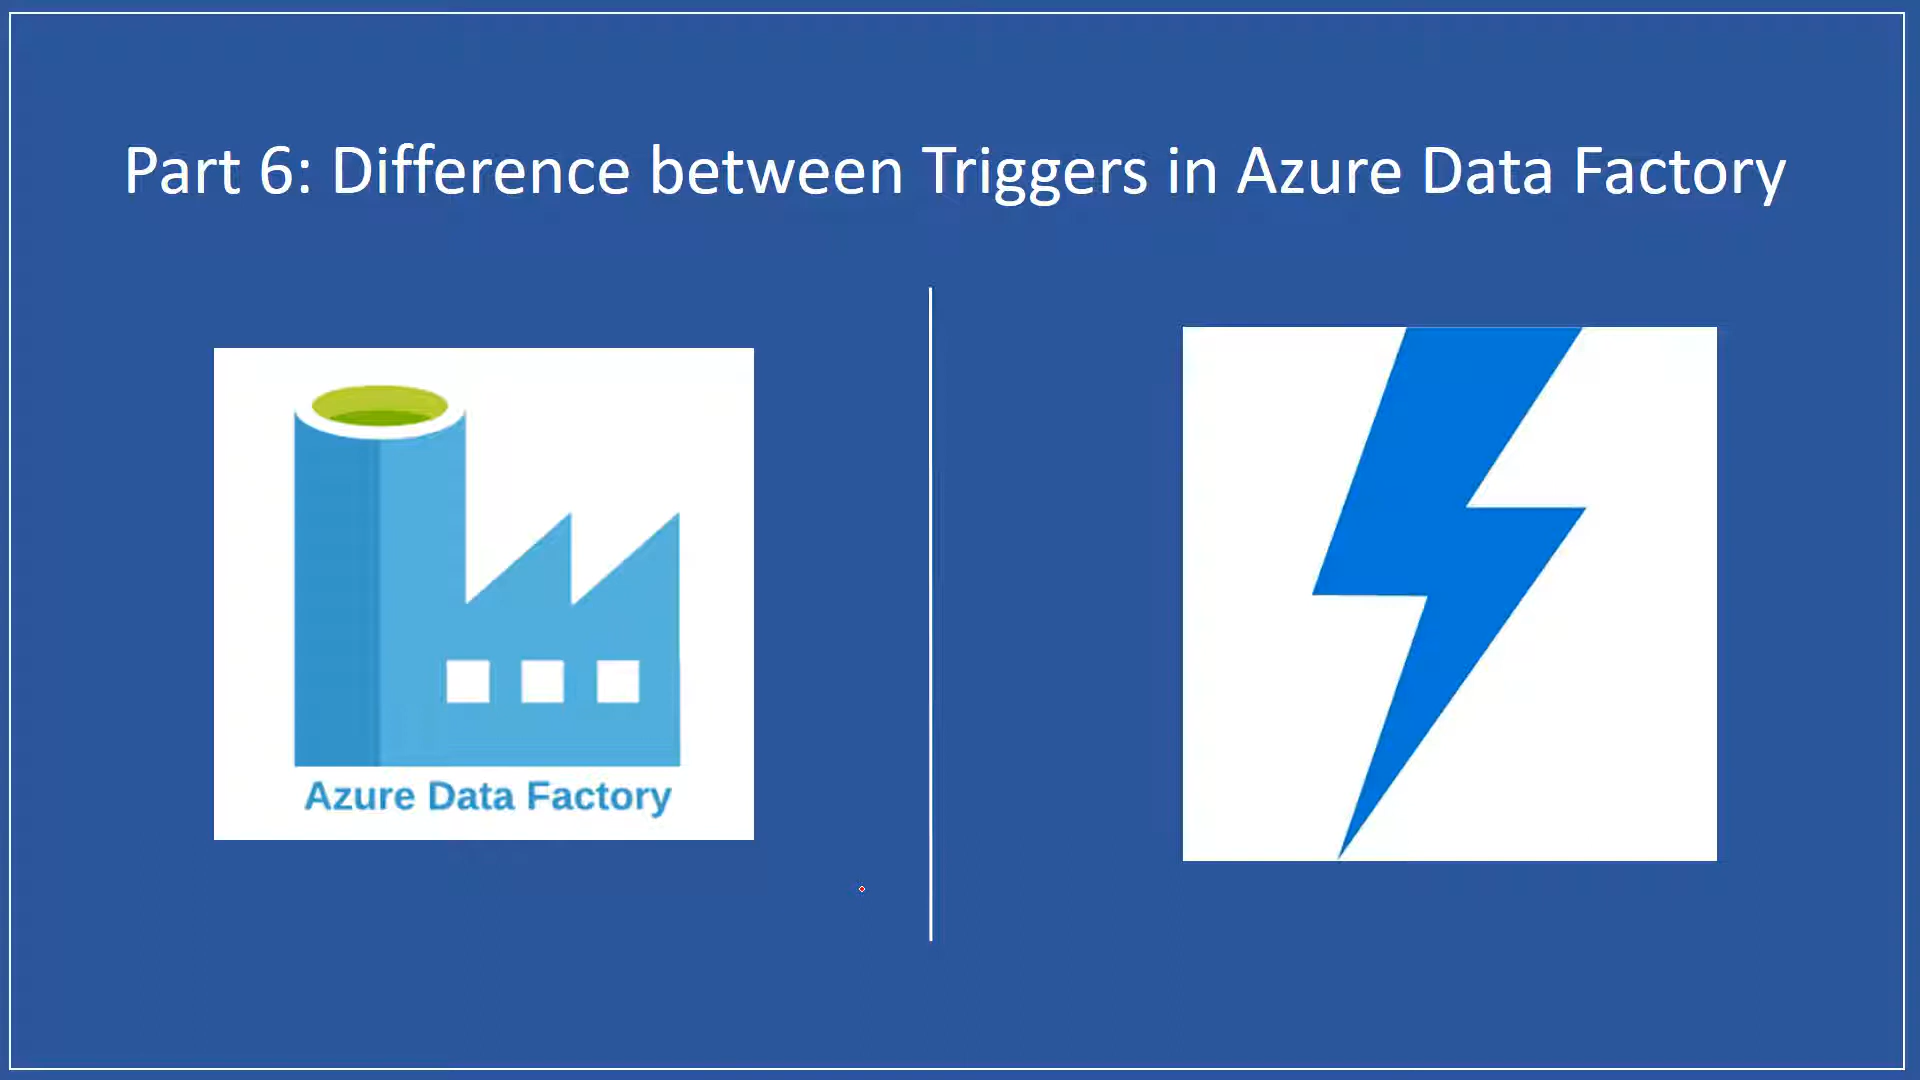 Part 6: Difference between Triggers in Azure Data Factory
Azure Data Factory